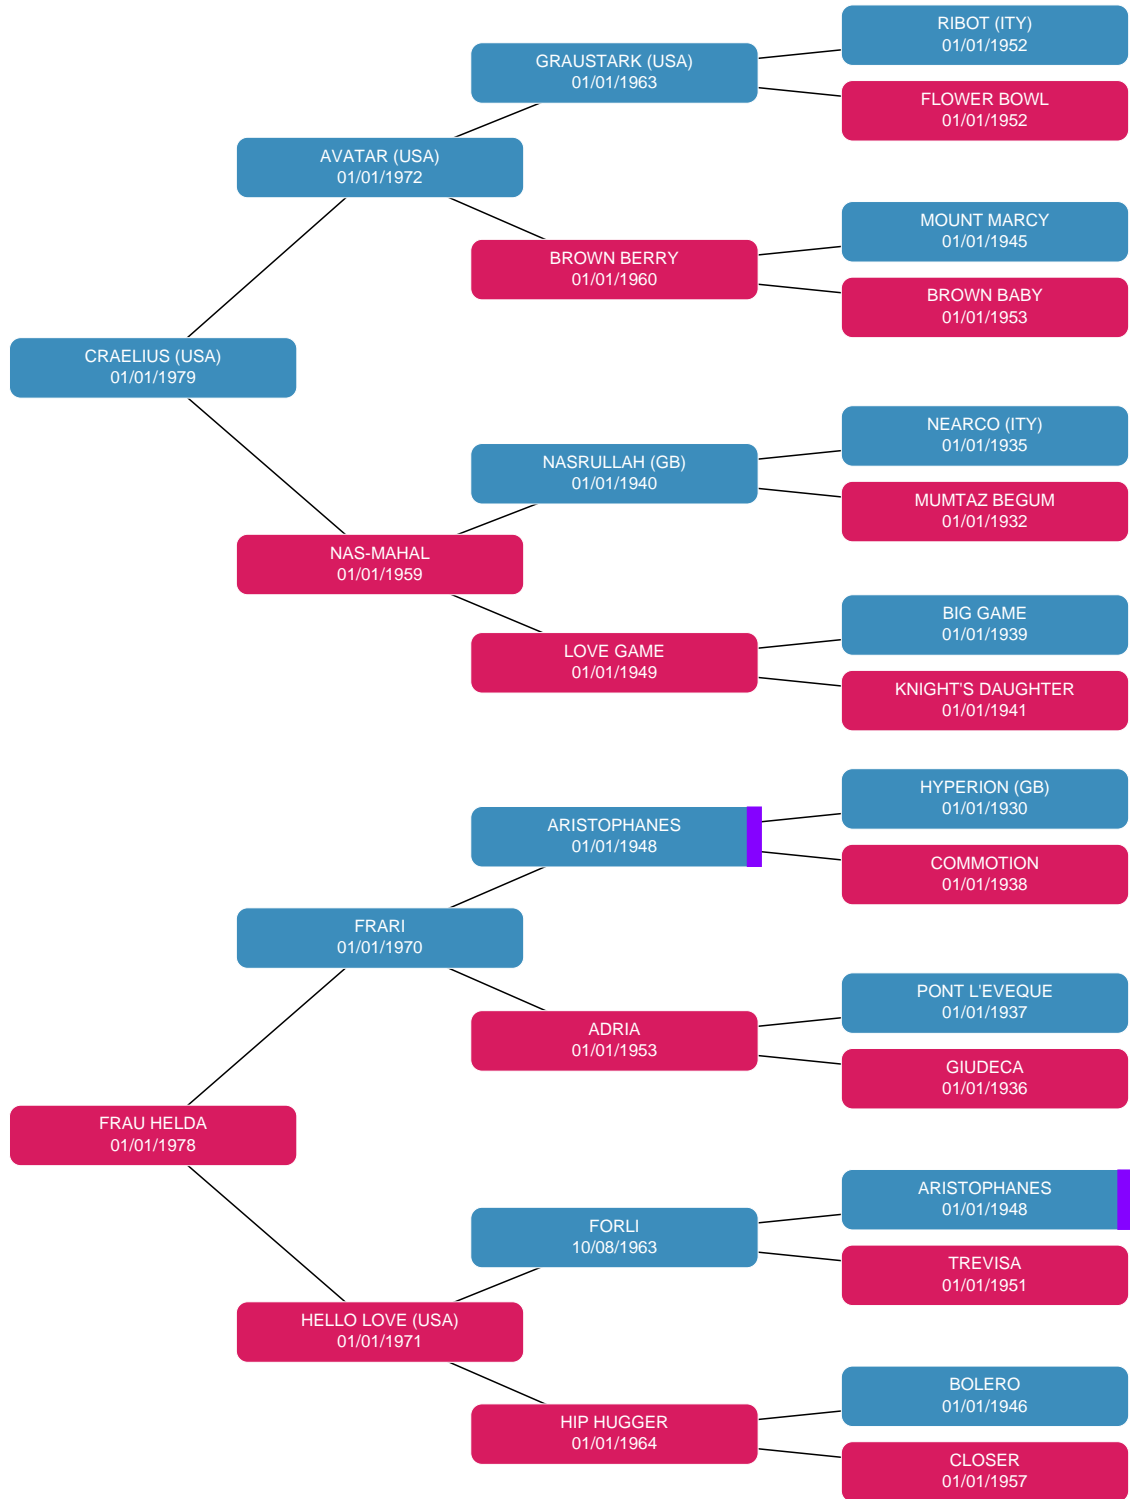 RIBOT (ITY)
01/01/1952
GRAUSTARK (USA)
01/01/1963
FLOWER BOWL
01/01/1952
AVATAR (USA)
01/01/1972
MOUNT MARCY
01/01/1945
BROWN BERRY
01/01/1960
BROWN BABY
01/01/1953
CRAELIUS (USA)
01/01/1979
NEARCO (ITY)
01/01/1935
NASRULLAH (GB)
01/01/1940
MUMTAZ BEGUM
01/01/1932
NAS-MAHAL
01/01/1959
BIG GAME
01/01/1939
LOVE GAME
01/01/1949
KNIGHT'S DAUGHTER
01/01/1941
HYPERION (GB)
01/01/1930
ARISTOPHANES
01/01/1948
COMMOTION
01/01/1938
FRARI
01/01/1970
PONT L'EVEQUE
01/01/1937
ADRIA
01/01/1953
GIUDECA
01/01/1936
FRAU HELDA
01/01/1978
ARISTOPHANES
01/01/1948
FORLI
10/08/1963
TREVISA
01/01/1951
HELLO LOVE (USA)
01/01/1971
BOLERO
01/01/1946
HIP HUGGER
01/01/1964
CLOSER
01/01/1957